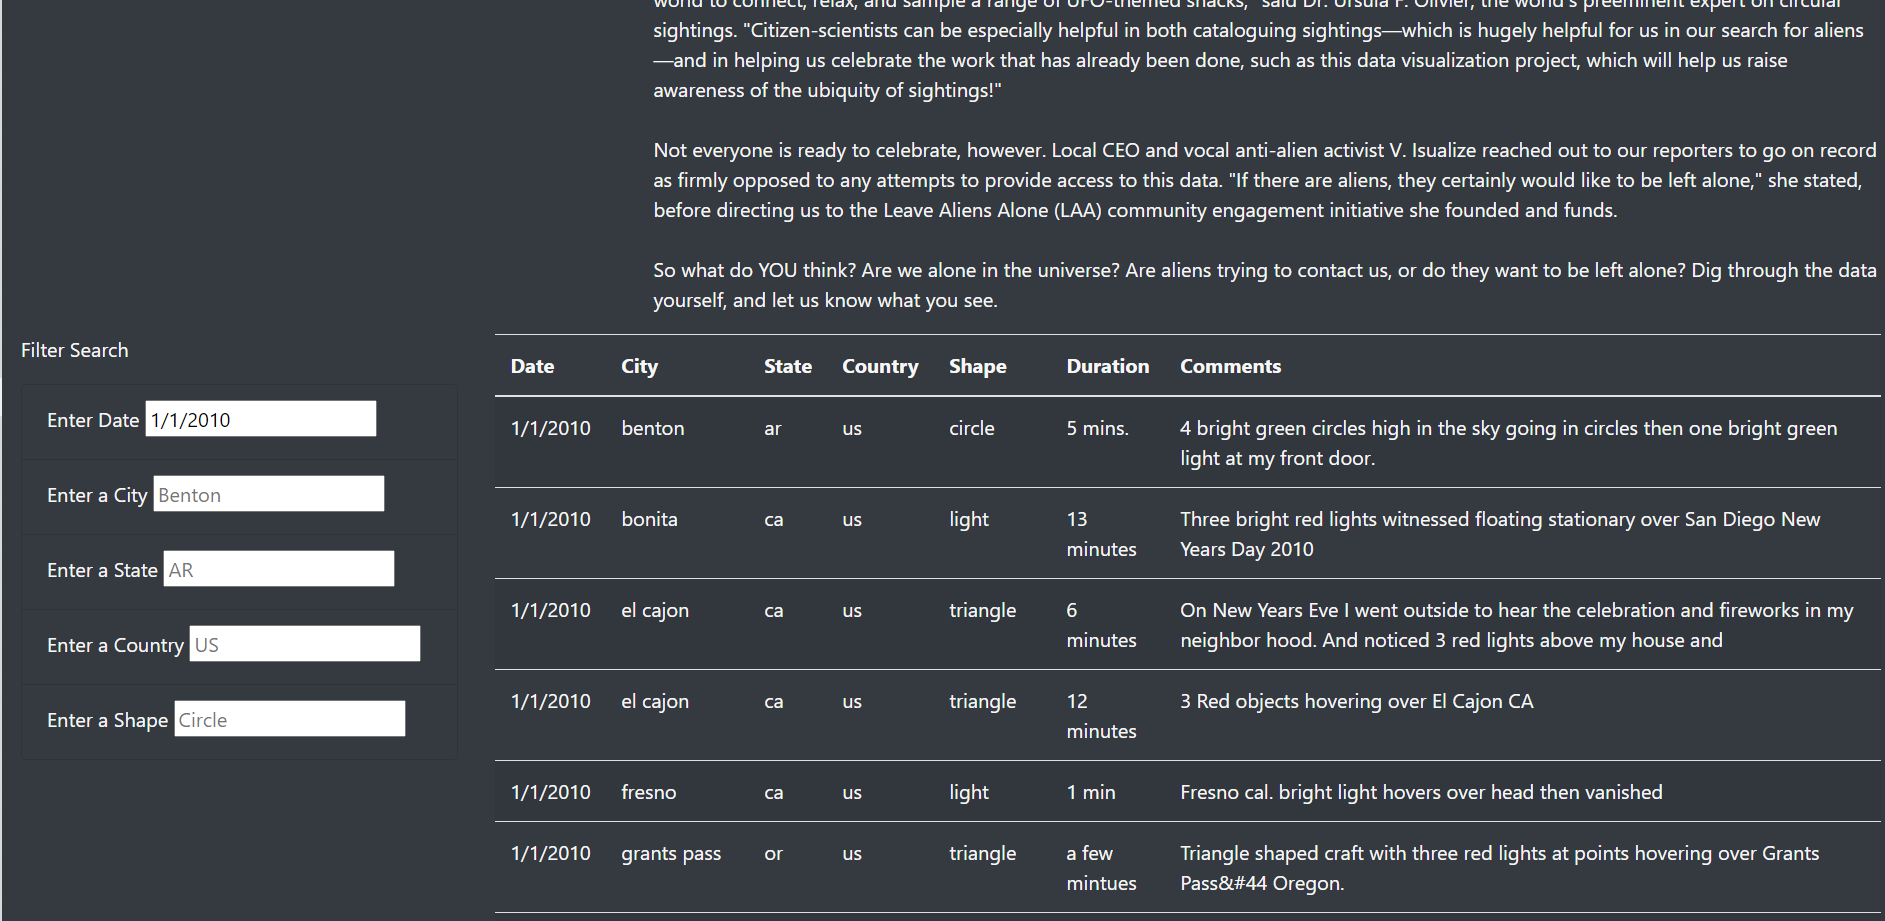 world to connect, relax, and sample a range of UFO-themed snacks," said Dr. Ursula F. Olivier, the world's preeminent expert on circular
sightings. "Citizen-scientists can be especially helpful in both cataloguing sightings—which is hugely helpful for us in our search for aliens
—and in helping us celebrate the work that has already been done, such as this data visualization project, which will help us raise
awareness of the ubiquity of sightings!"
Not everyone is ready to celebrate, however. Local CEO and vocal anti-alien activist V. Isualize reached out to our reporters to go on record
as firmly opposed to any attempts to provide access to this data. "If there are aliens, they certainly would like to be left alone," she stated,
before directing us to the Leave Aliens Alone (LAA) community engagement initiative she founded and funds.
So what do YOU think? Are we alone in the universe? Are aliens trying to contact us, or do they want to be left alone? Dig through the data
yourself, and let us know what you see.
Filter Search
Enter Date 1/1/2010
Enter a City Benton
Enter a State AR
Enter a Country US
Enter a Shape Circle
Date City State Country Shape Duration Comments
1/1/2010 benton ar us circle 5 mins. 4 bright green circles high in the sky going in circles then one bright green
light at my front door.
1/1/2010 bonita ca us light 13 Three bright red lights witnessed floating stationary over San Diego New
minutes Years Day 2010
1/1/2010 el cajon ca us triangle 6 On New Years Eve I went outside to hear the celebration and fireworks in my
minutes neighbor hood. And noticed 3 red lights above my house and
1/1/2010 el cajon ca us triangle 12 3 Red objects hovering over El Cajon CA
minutes
1/1/2010 fresno ca us light 1 min Fresno cal. bright light hovers over head then vanished
1/1/2010 grants pass or us triangle a few Triangle shaped craft with three red lights at points hovering over Grants
mintues Pass&#44 Oregon.